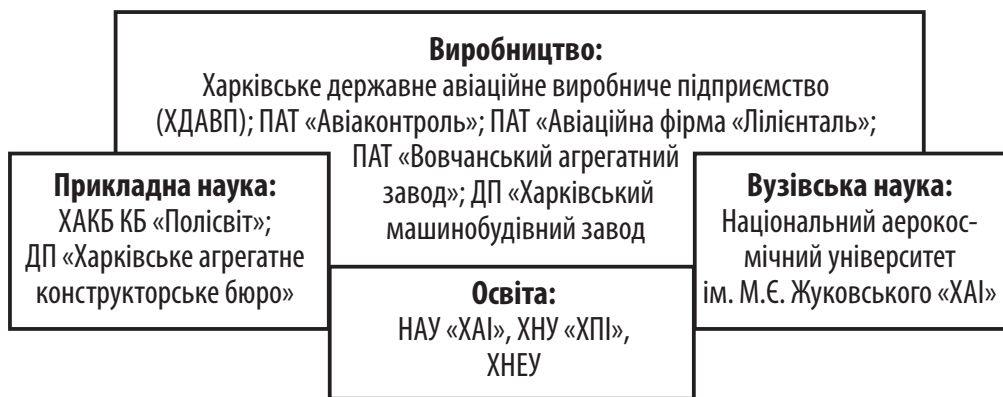 Виробництво:
Харківське державне авіаційне виробниче підприємство
(ХДАВП); ПАТ «Авіаконтроль»; ПАТ «Авіаційна фірма «Лілієнталь»;
ПАТ «Вовчанський агрегатний
завод»; ДП «Харківський
машинобудівний завод
Прикладна наука:
ХАКБ КБ «Полісвіт»;
ДП «Харківське агрегатне
конструкторське бюро»
Вузівська наука:
Національний аерокос-
мічний університет
ім. М.Є. Жуковського «ХАІ»
Освіта:
НАУ «ХАІ», ХНУ «ХПІ»,
ХНЕУ